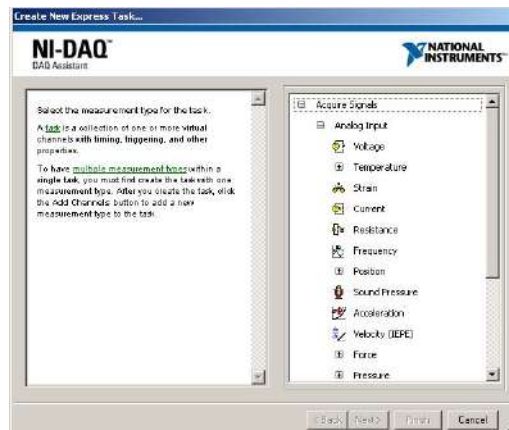 Create New Express Task...
NI-DAQ™
DAQ Assistant
NATIONAL
INSTRUMENTS™
Select the measurement type for the task.
A task is a collection of one or more virtual
channels with timing, triggering, and other
properties.
To have multiple measurement types within a
single task, you must first create the task with one
measurement type. After you create the task, click
the Add Channels button to add a new
measurement type to the task.
Acquire Signals
Analog Input
Voltage
Temperature
Strain
Current
Resistance
Frequency
Position
Sound Pressure
Acceleration
Velocity (IEPE)
Force
Pressure
< Back
Next >
Finish
Cancel